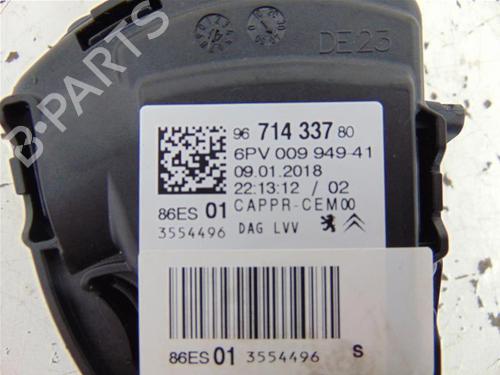 B-PARTS
DE23
96 714 337 80
6PV 009 949-41
09.01.2018
22:13:12 / 02
86ES 01 CAPPR-CEM00
3554496 DAG LVV
86ES 01 3554496 S